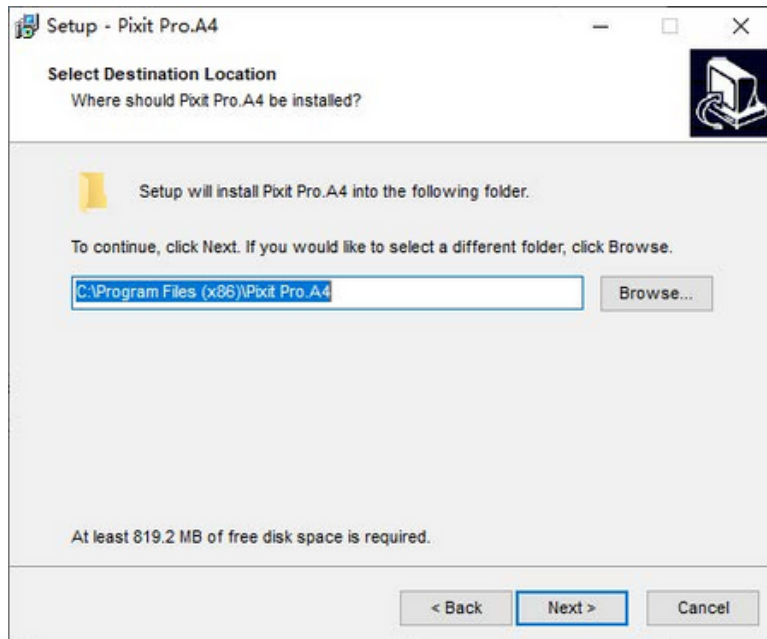 Setup - Pixit Pro.A4
Select Destination Location
Where should Pixit Pro.A4 be installed?
Setup will install Pixit Pro.A4 into the following folder.
To continue, click Next. If you would like to select a different folder, click Browse.
C:\Program Files (x86)\Pixit Pro.A4
Browse...
At least 819.2 MB of free disk space is required.
< Back
Next >
Cancel